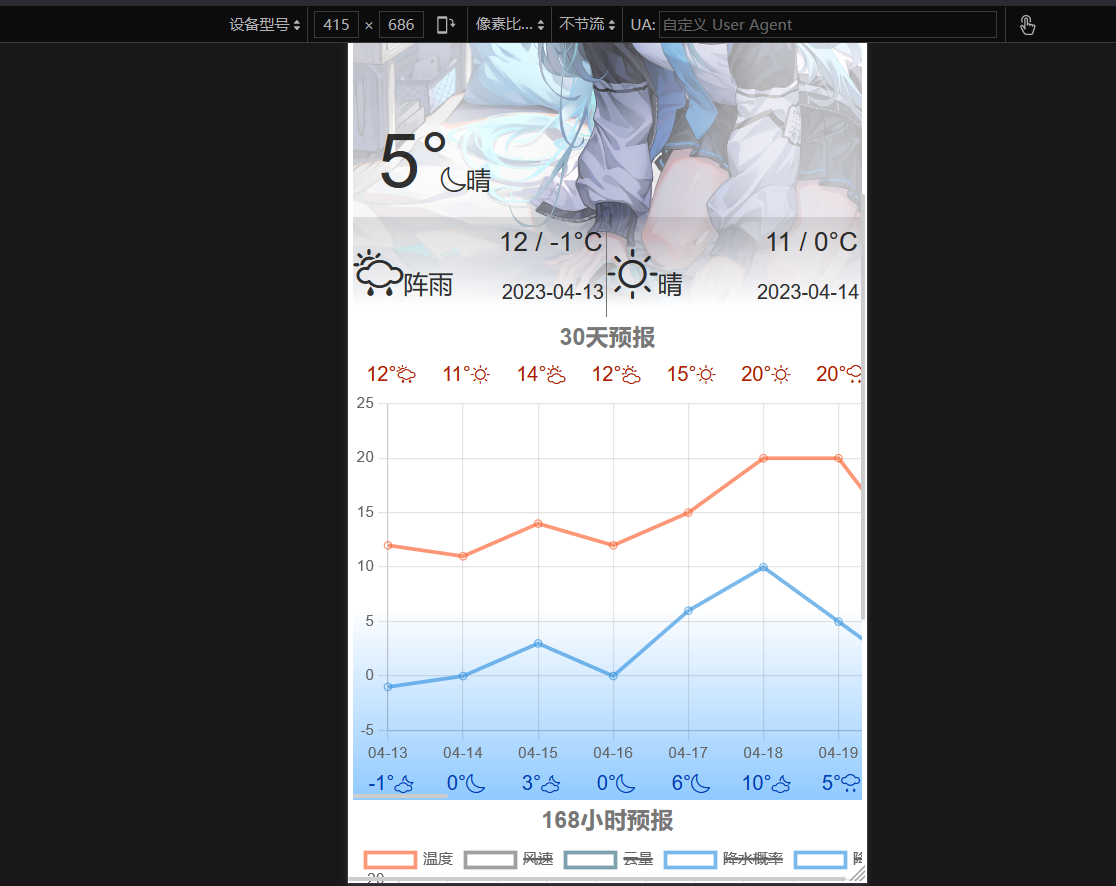 设备型号 415 × 686 像素比... 不节流 UA: 自定义 User Agent
5° 晴
12 / -1°C 11 / 0°C
阵雨 2023-04-13 晴 2023-04-14
30天预报
12° 11° 14° 12° 15° 20° 20°
25
20
15
10
5
0
-5
04-13 04-14 04-15 04-16 04-17 04-18 04-19
-1° 0° 3° 0° 6° 10° 5°
168小时预报
温度 风速 云量 降水概率
20